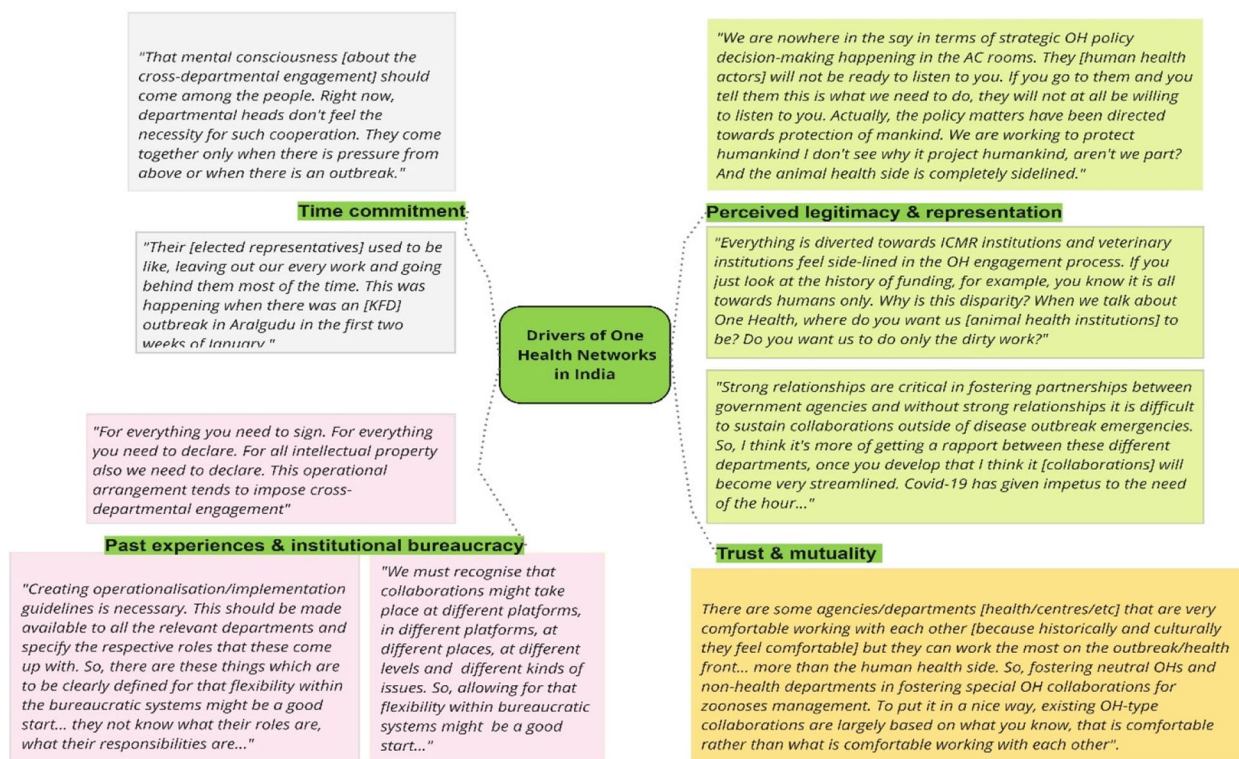 "That mental consciousness [about the
cross-departmental engagement] should
come among the people. Right now,
departmental heads don't feel the
necessity for such cooperation. They come
together only when there is pressure from
above or when there is an outbreak."
Time commitment
"Their [elected representatives] used to be
like, leaving out our every work and going
behind them most of the time. This was
happening when there was an [KFD]
outbreak in Aralgudu in the first two
weeks of January."
"For everything you need to sign. For everything
you need to declare. For all intellectual property
also we need to declare. This operational
arrangement tends to impose cross-
departmental engagement"
Past experiences & institutional bureaucracy
"Creating operationalisation/implementation
guidelines is necessary. This should be made
available to all the relevant departments and
specify the respective roles that these come
up with. So, there are these things which are
to be clearly defined for that flexibility within
the bureaucratic systems might be a good
start... they not know what their roles are,
what their responsibilities are..."
"We must recognise that
collaborations might take
place at different platforms,
in different platforms, at
different places, at different
levels and different kinds of
issues. So, allowing for that
flexibility within bureaucratic
systems might be a good
start..."
Drivers of One
Health Networks
in India
"We are nowhere in the say in terms of strategic OH policy
decision-making happening in the AC rooms. They [human health
actors] will not be ready to listen to you. If you go to them and you
tell them this is what we need to do, they will not at all be willing
to listen to you. Actually, the policy matters have been directed
towards protection of mankind. We are working to protect
humankind I don't see why it project humankind, aren't we part?
And the animal health side is completely sidelined."
Perceived legitimacy & representation
"Everything is diverted towards ICMR institutions and veterinary
institutions feel side-lined in the OH engagement process. If you
just look at the history of funding, for example, you know it is all
towards humans only. Why is this disparity? When we talk about
One Health, where do you want us [animal health institutions] to
be? Do you want us to do only the dirty work?"
"Strong relationships are critical in fostering partnerships between
government agencies and without strong relationships it is difficult
to sustain collaborations outside of disease outbreak emergencies.
So, I think it's more of getting a rapport between these different
departments, once you develop that I think it [collaborations] will
become very streamlined. Covid-19 has given impetus to the need
of the hour..."
Trust & mutuality
There are some agencies/departments [health/centres/etc] that are very
comfortable working with each other [because historically and culturally
they feel comfortable] but they can work the most on the outbreak/health
front... more than the human health side. So, fostering neutral OHs and
non-health departments in fostering special OH collaborations for
zoonoses management. To put it in a nice way, existing OH-type
collaborations are largely based on what you know, that is comfortable
rather than what is comfortable working with each other".